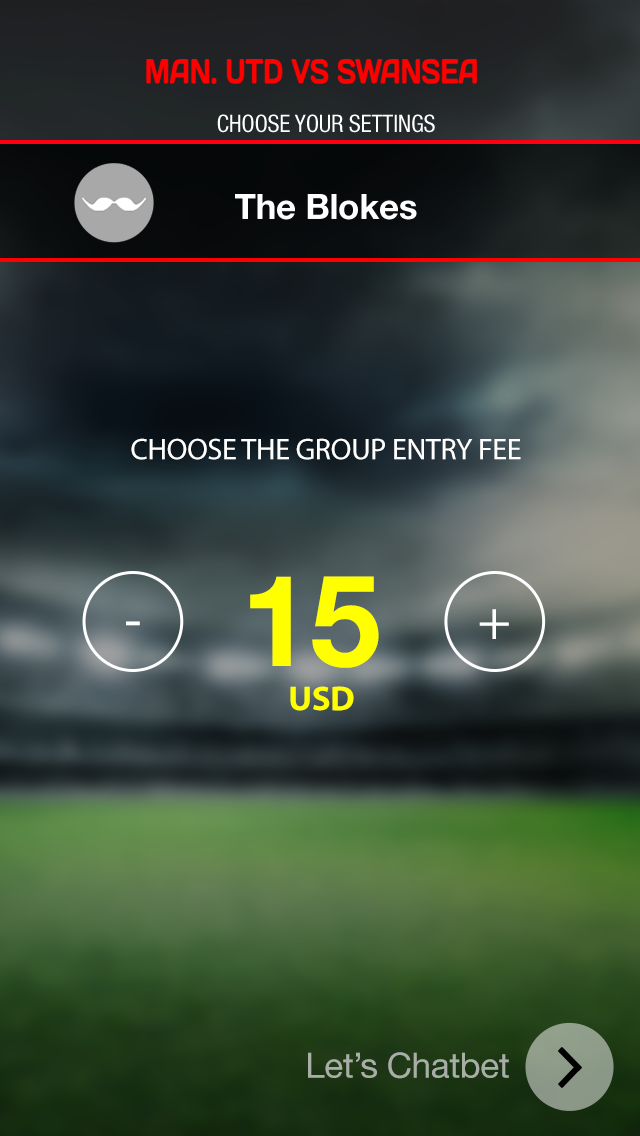 MAN. UTD VS SWANSEA
CHOOSE YOUR SETTINGS
The Blokes
CHOOSE THE GROUP ENTRY FEE
- 15 +
USD
Let's Chatbet